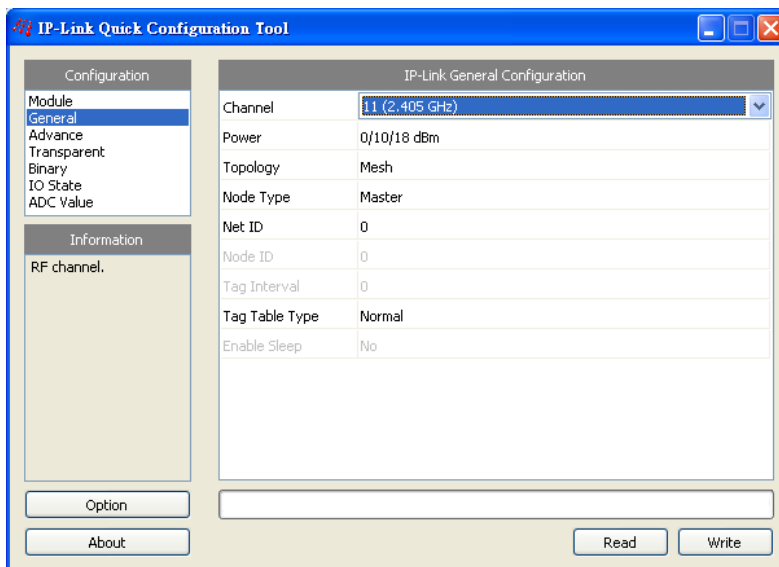 IP-Link Quick Configuration Tool
Configuration
Module
General
Advance
Transparent
Binary
IO State
ADC Value
Information
RF channel.
Option
About
IP-Link General Configuration
Channel 11 (2.405 GHz)
Power 0/10/18 dBm
Topology Mesh
Node Type Master
Net ID 0
Node ID 0
Tag Interval 0
Tag Table Type Normal
Enable Sleep No
Read Write